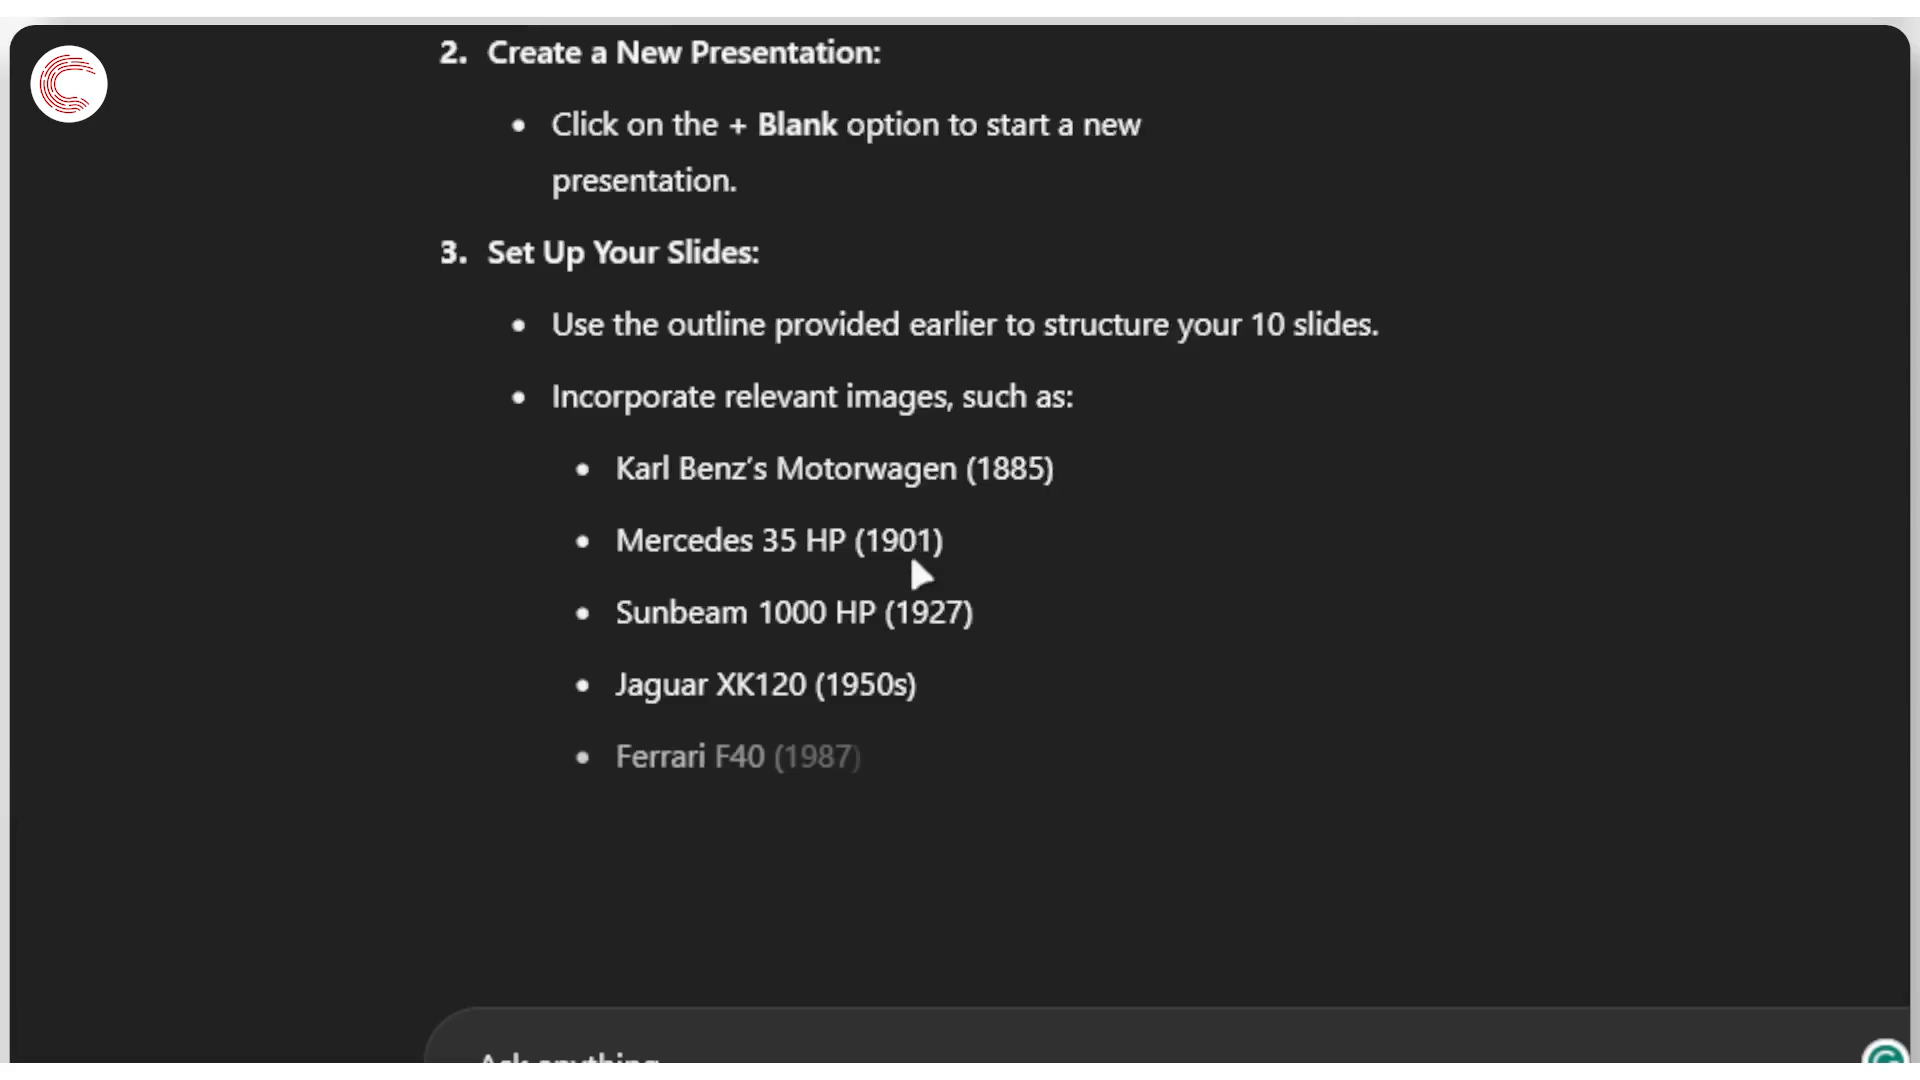 2. Create a New Presentation:
• Click on the + Blank option to start a new
presentation.
3. Set Up Your Slides:
• Use the outline provided earlier to structure your 10 slides.
• Incorporate relevant images, such as:
• Karl Benz’s Motorwagen (1885)
• Mercedes 35 HP (1901)
• Sunbeam 1000 HP (1927)
• Jaguar XK120 (1950s)
• Ferrari F40 (1987)
Ask anything